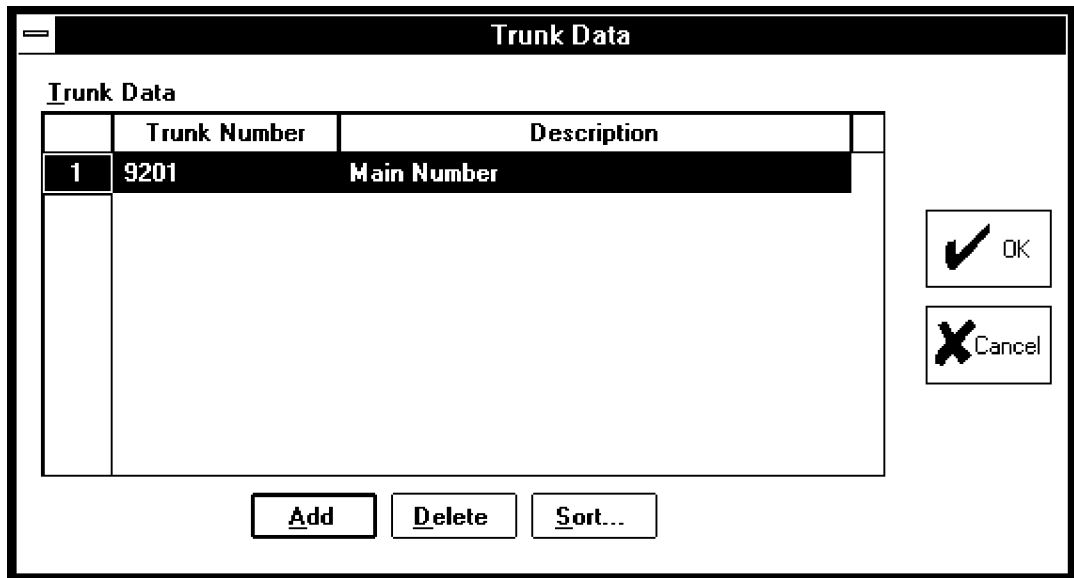 Trunk Data
Trunk Data
Trunk Number Description
1 9201 Main Number
OK
Cancel
Add Delete Sort...